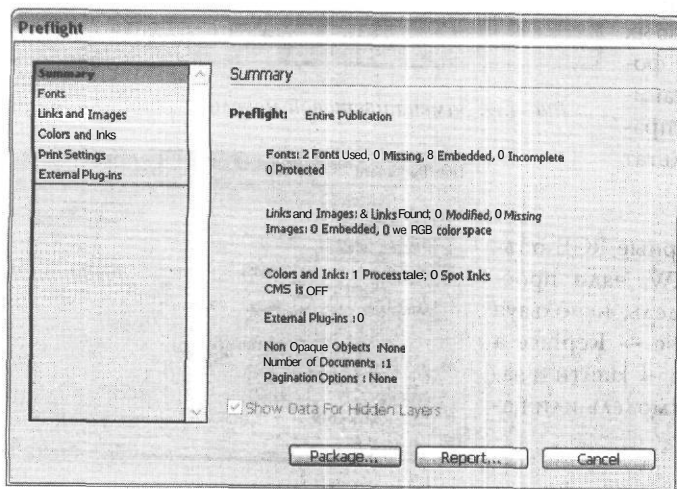 Preflight
Summary
Fonts
Links and Images
Colors and Inks
Print Settings
External Plug-ins
Summary
Preflight: Entire Publication
Fonts: 2 Fonts Used, 0 Missing, 8 Embedded, 0 Incomplete
0 Protected
Links and Images: & Links Found; 0 Modified, 0 Missing
Images: 0 Embedded, 0 we RGB color space
Colors and Inks: 1 Processtale; 0 Spot Inks
CMS is OFF
External Plug-ins :0
Non Opaque Objects :None
Number of Documents :1
Pagination Options : None
Show Data For Hidden Layers
Package... Report... Cancel